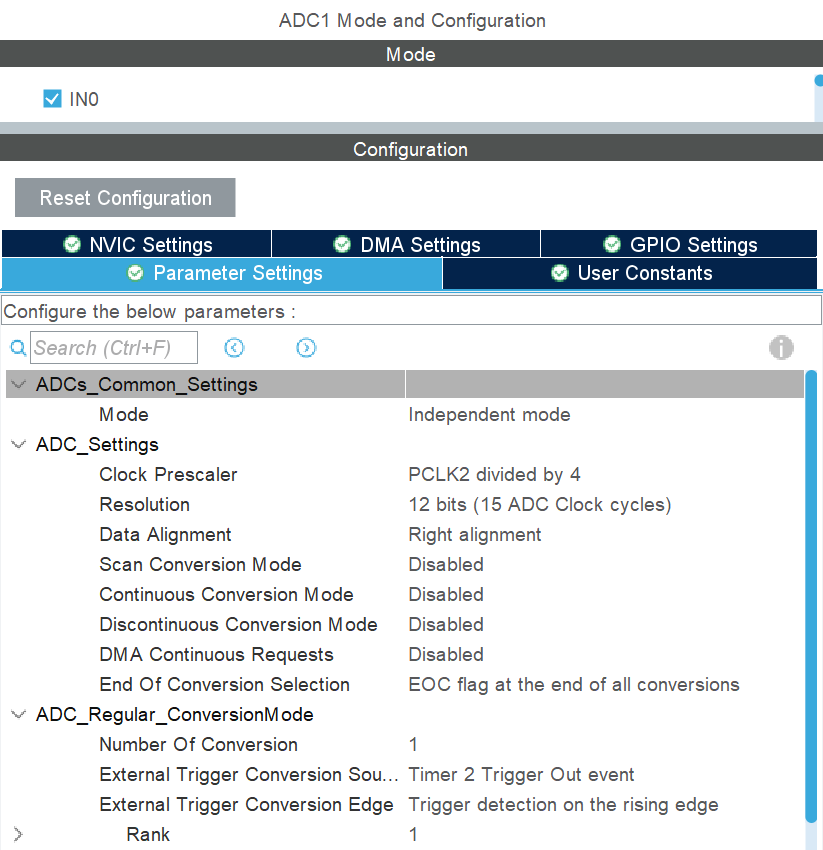 ADC1 Mode and Configuration
Mode
IN0
Configuration
Reset Configuration
NVIC Settings DMA Settings GPIO Settings
Parameter Settings User Constants
Configure the below parameters :
Search (Ctrl+F)
ADCs_Common_Settings
Mode Independent mode
ADC_Settings
Clock Prescaler PCLK2 divided by 4
Resolution 12 bits (15 ADC Clock cycles)
Data Alignment Right alignment
Scan Conversion Mode Disabled
Continuous Conversion Mode Disabled
Discontinuous Conversion Mode Disabled
DMA Continuous Requests Disabled
End Of Conversion Selection EOC flag at the end of all conversions
ADC_Regular_ConversionMode
Number Of Conversion 1
External Trigger Conversion Sou... Timer 2 Trigger Out event
External Trigger Conversion Edge Trigger detection on the rising edge
Rank 1